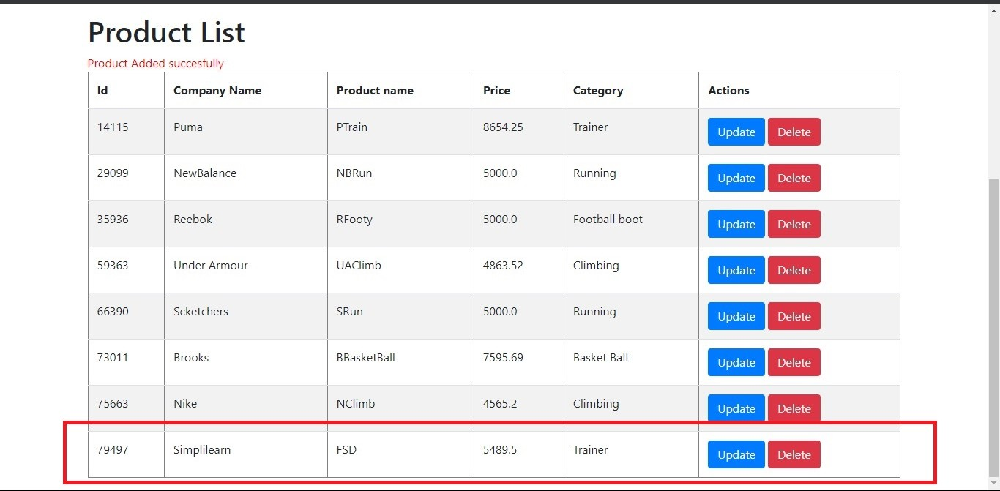 Product List
Product Added succesfully
Id Company Name Product name Price Category Actions
14115 Puma PTrain 8654.25 Trainer Update Delete
29099 NewBalance NBRun 5000.0 Running Update Delete
35936 Reebok RFooty 5000.0 Football boot Update Delete
59363 Under Armour UAClimb 4863.52 Climbing Update Delete
66390 Scketchers SRun 5000.0 Running Update Delete
73011 Brooks BBasketBall 7595.69 Basket Ball Update Delete
75663 Nike NClimb 4565.2 Climbing Update Delete
79497 Simplilearn FSD 5489.5 Trainer Update Delete